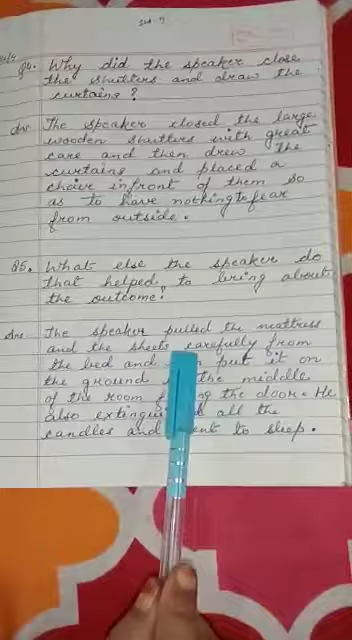 Q4. Why did the speaker close
the shutters and draw the
curtains?
Ans The speaker closed the large
wooden shutters with great
care and then drew the
curtains and placed a
chair infront of them so
as to have nothing to fear
from outside.
Q5. What else the speaker do
that helped to bring about
the outcome?
Ans The speaker pulled the mattress
and the sheets carefully from
the bed and put it on
the ground the middle
of the room the door. He
also all the
candles and to sleep.